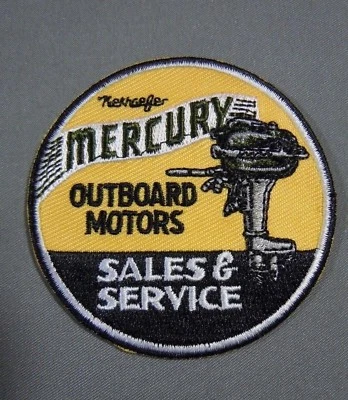 Kiekhaefer
MERCURY
OUTBOARD
MOTORS
SALES &
SERVICE